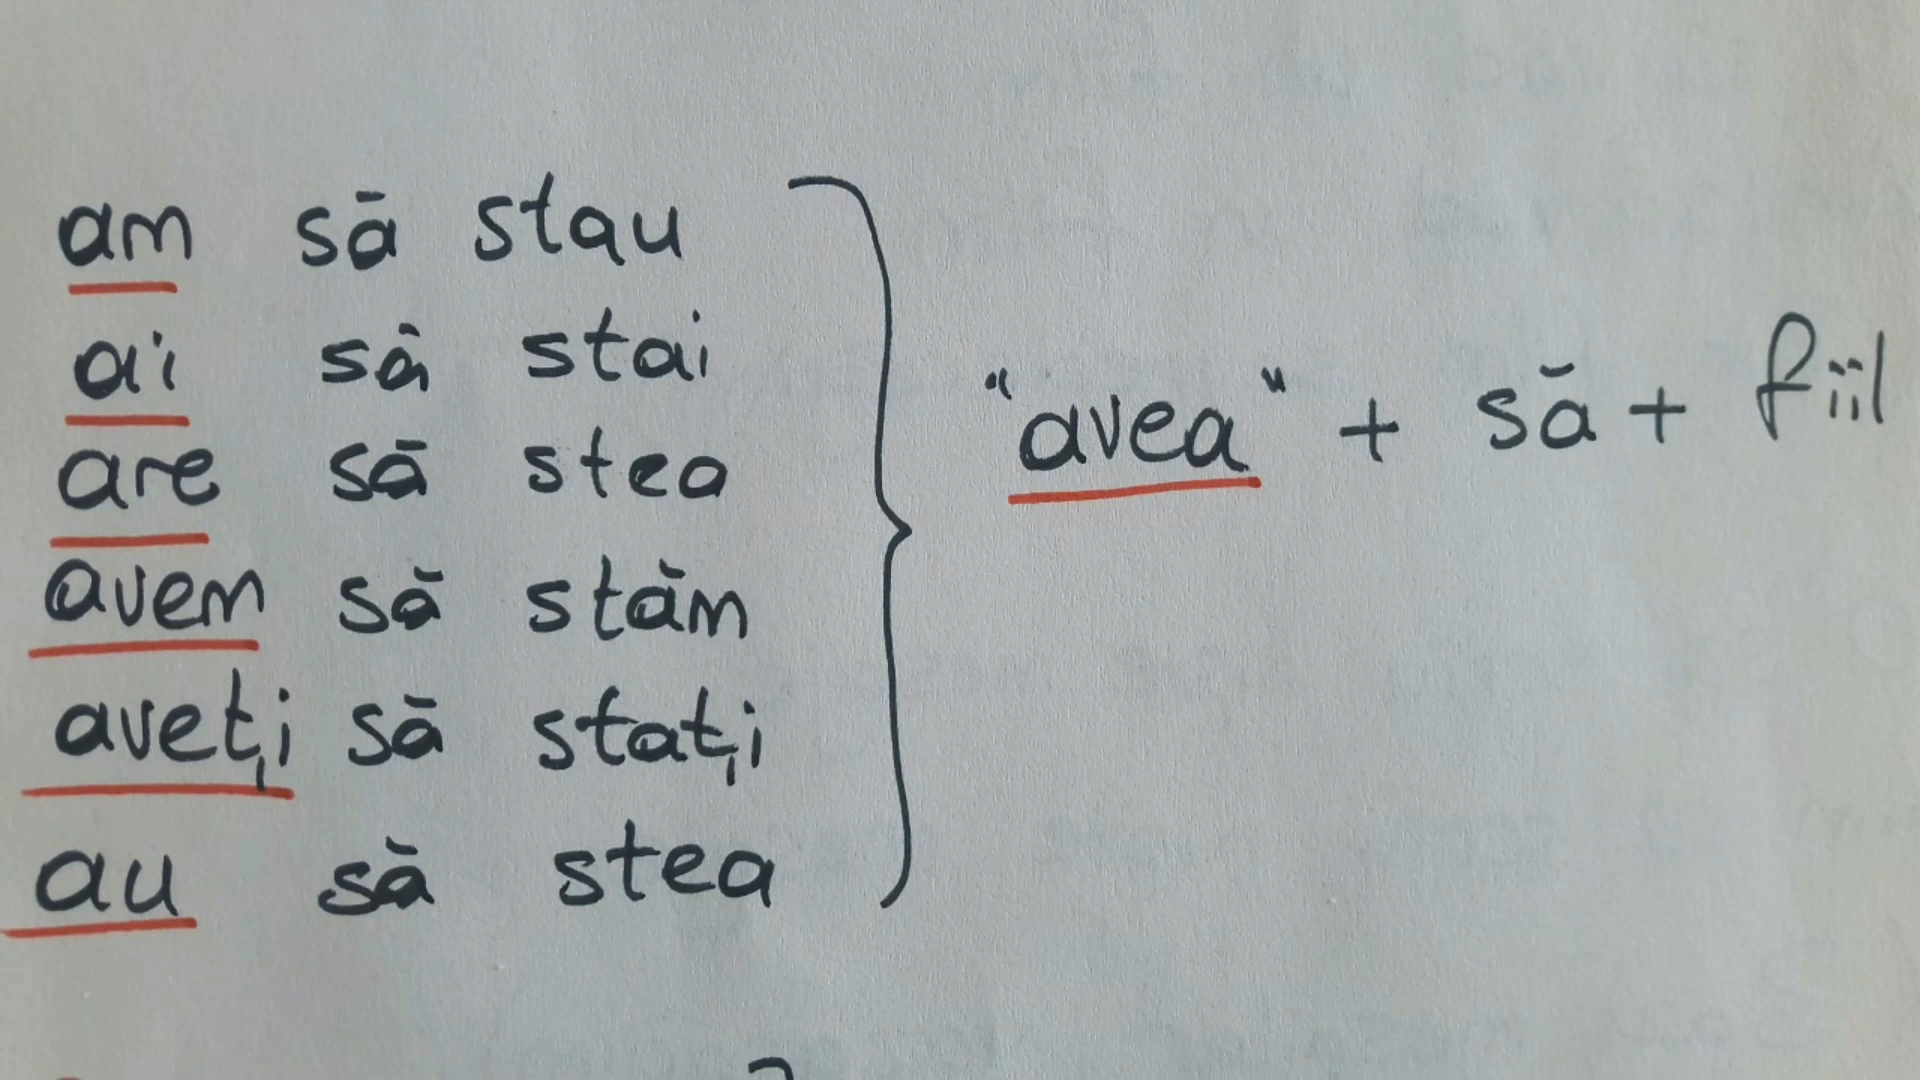 am să stau
ai să stai
are să stea
avem să stăm
aveți să stați
au să stea
"avea" + să + fiil